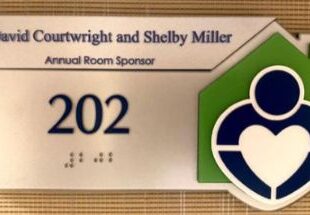 David Courtwright and Shelby Miller
Annual Room Sponsor
202